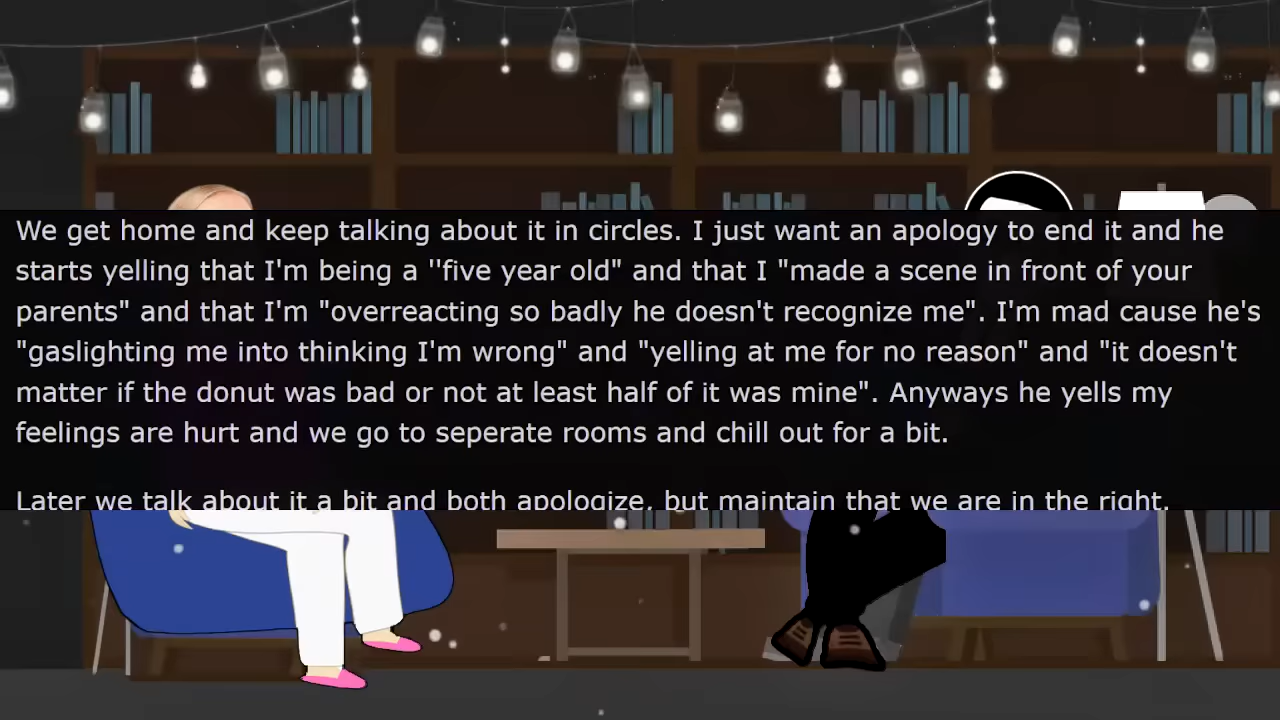 We get home and keep talking about it in circles. I just want an apology to end it and he
starts yelling that I'm being a ''five year old" and that I "made a scene in front of your
parents" and that I'm "overreacting so badly he doesn't recognize me". I'm mad cause he's
"gaslighting me into thinking I'm wrong" and "yelling at me for no reason" and "it doesn't
matter if the donut was bad or not at least half of it was mine". Anyways he yells my
feelings are hurt and we go to seperate rooms and chill out for a bit.
Later we talk about it a bit and both apologize, but maintain that we are in the right.